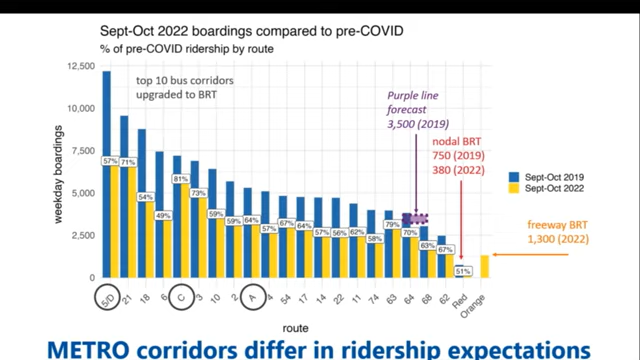 Sept-Oct 2022 boardings compared to pre-COVID
% of pre-COVID ridership by route
12,500
10,000
7,500
5,000
2,500
0
weekday boardings
top 10 bus corridors
upgraded to BRT
Purple line
forecast
3,500 (2019)
nodal BRT
750 (2019)
380 (2022)
Sept-Oct 2019
Sept-Oct 2022
freeway BRT
1,300 (2022)
57% 71% 54% 49% 81% 73% 59% 59% 64% 57% 67% 64% 57% 56% 62% 58% 79% 70% 63% 67% 51%
5/D 21 18 6 C 3 10 2 A 4 54 17 14 22 11 74 63 64 68 62 Red Orange
route
METRO corridors differ in ridership expectations